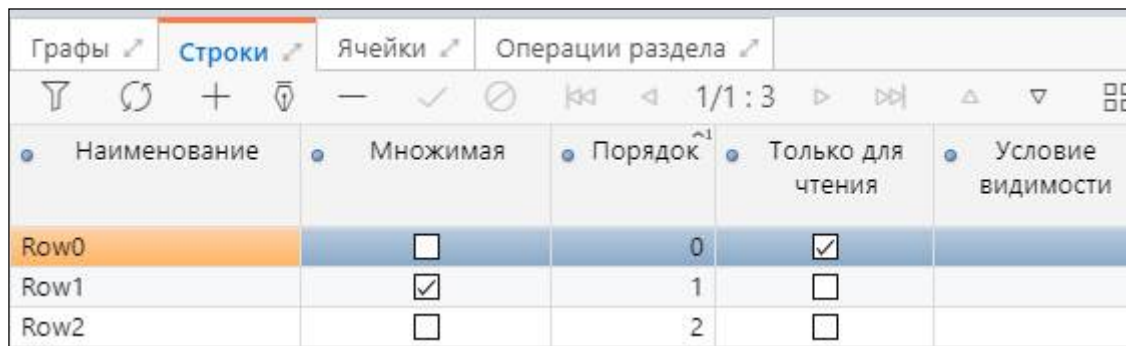 Графы Строки Ячейки Операции раздела
1/1 : 3
Наименование Множимая Порядок 1 Только для чтения Условие видимости
Row0 0
Row1 1
Row2 2